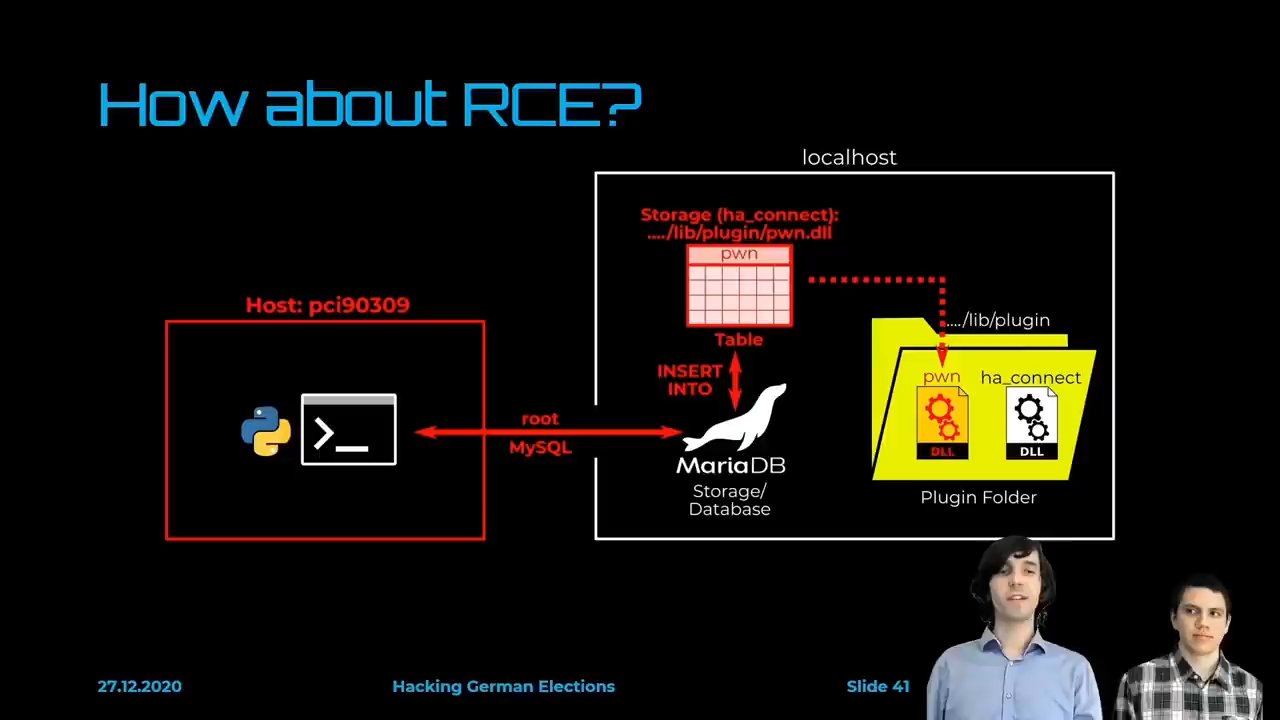 How about RCE?
localhost
Storage (ha_connect):
..../lib/plugin/pwn.dll
pwn
Host: pci90309
Table
..../lib/plugin
INSERT
INTO
pwn
ha_connect
>_
root
MySQL
DLL
DLL
MariaDB
Storage/
Database
Plugin Folder
27.12.2020
Hacking German Elections
Slide 41